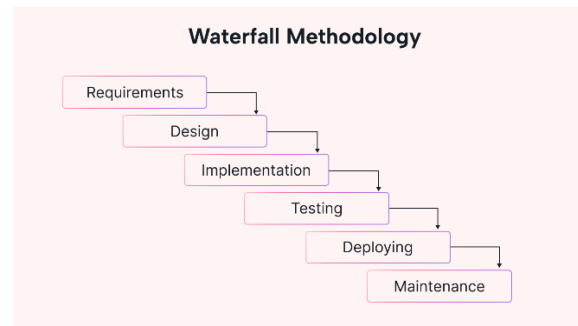 Waterfall Methodology
Requirements
Design
Implementation
Testing
Deploying
Maintenance